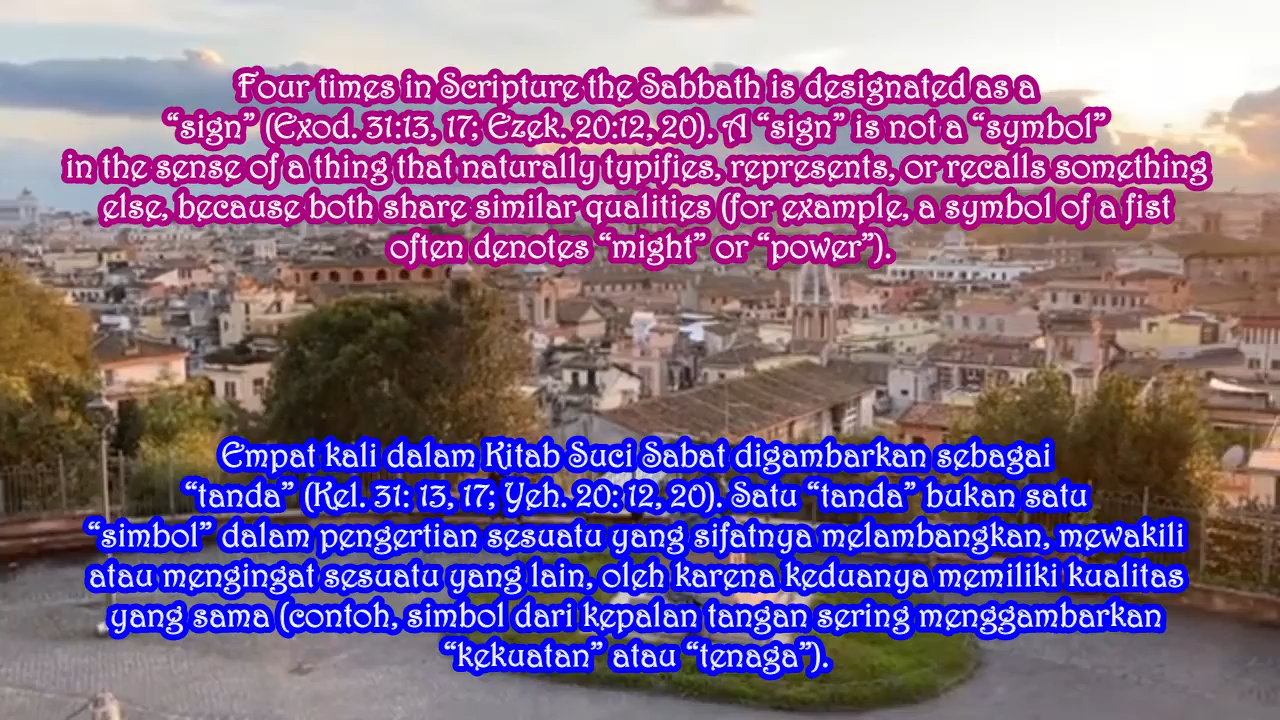 Four times in Scripture the Sabbath is designated as a
“sign” (Exod. 31:13, 17; Ezek. 20:12, 20). A “sign” is not a “symbol”
in the sense of a thing that naturally typifies, represents, or recalls something
else, because both share similar qualities (for example, a symbol of a fist
often denotes “might” or “power”).
Empat kali dalam Kitab Suci Sabat digambarkan sebagai
“tanda” (Kel. 31: 13, 17; Yeh. 20: 12, 20). Satu “tanda” bukan satu
“simbol” dalam pengertian sesuatu yang sifatnya melambangkan, mewakili
atau mengingat sesuatu yang lain, oleh karena keduanya memiliki kualitas
yang sama (contoh, simbol dari kepalan tangan sering menggambarkan
“kekuatan” atau “tenaga”).